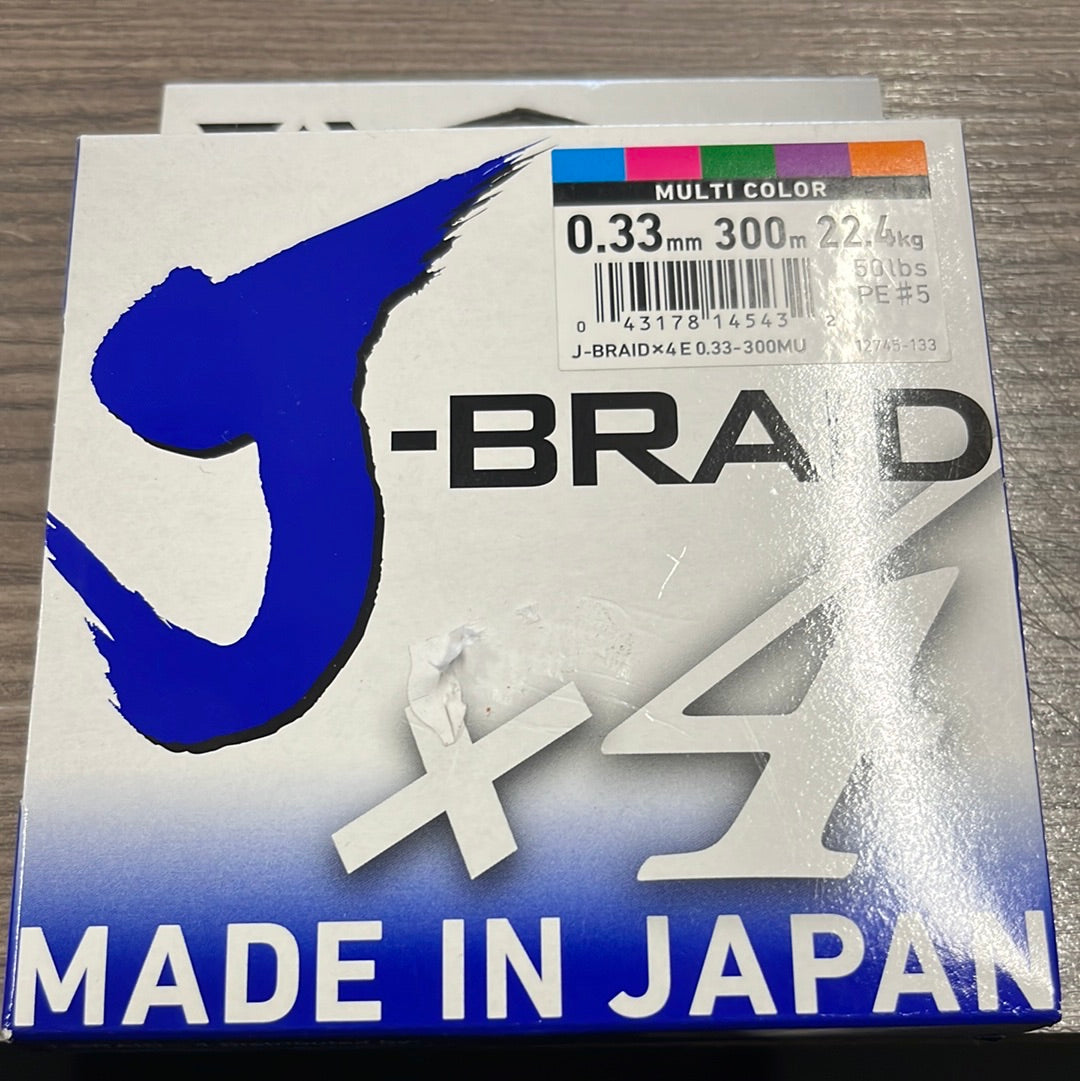 MULTI COLOR
0.33mm 300m 22.4kg
50lbs
PE #5
0 43178 14543 2
J-BRAID×4E 0.33-300MU 12745-133
J-BRAID
×4
MADE IN JAPAN